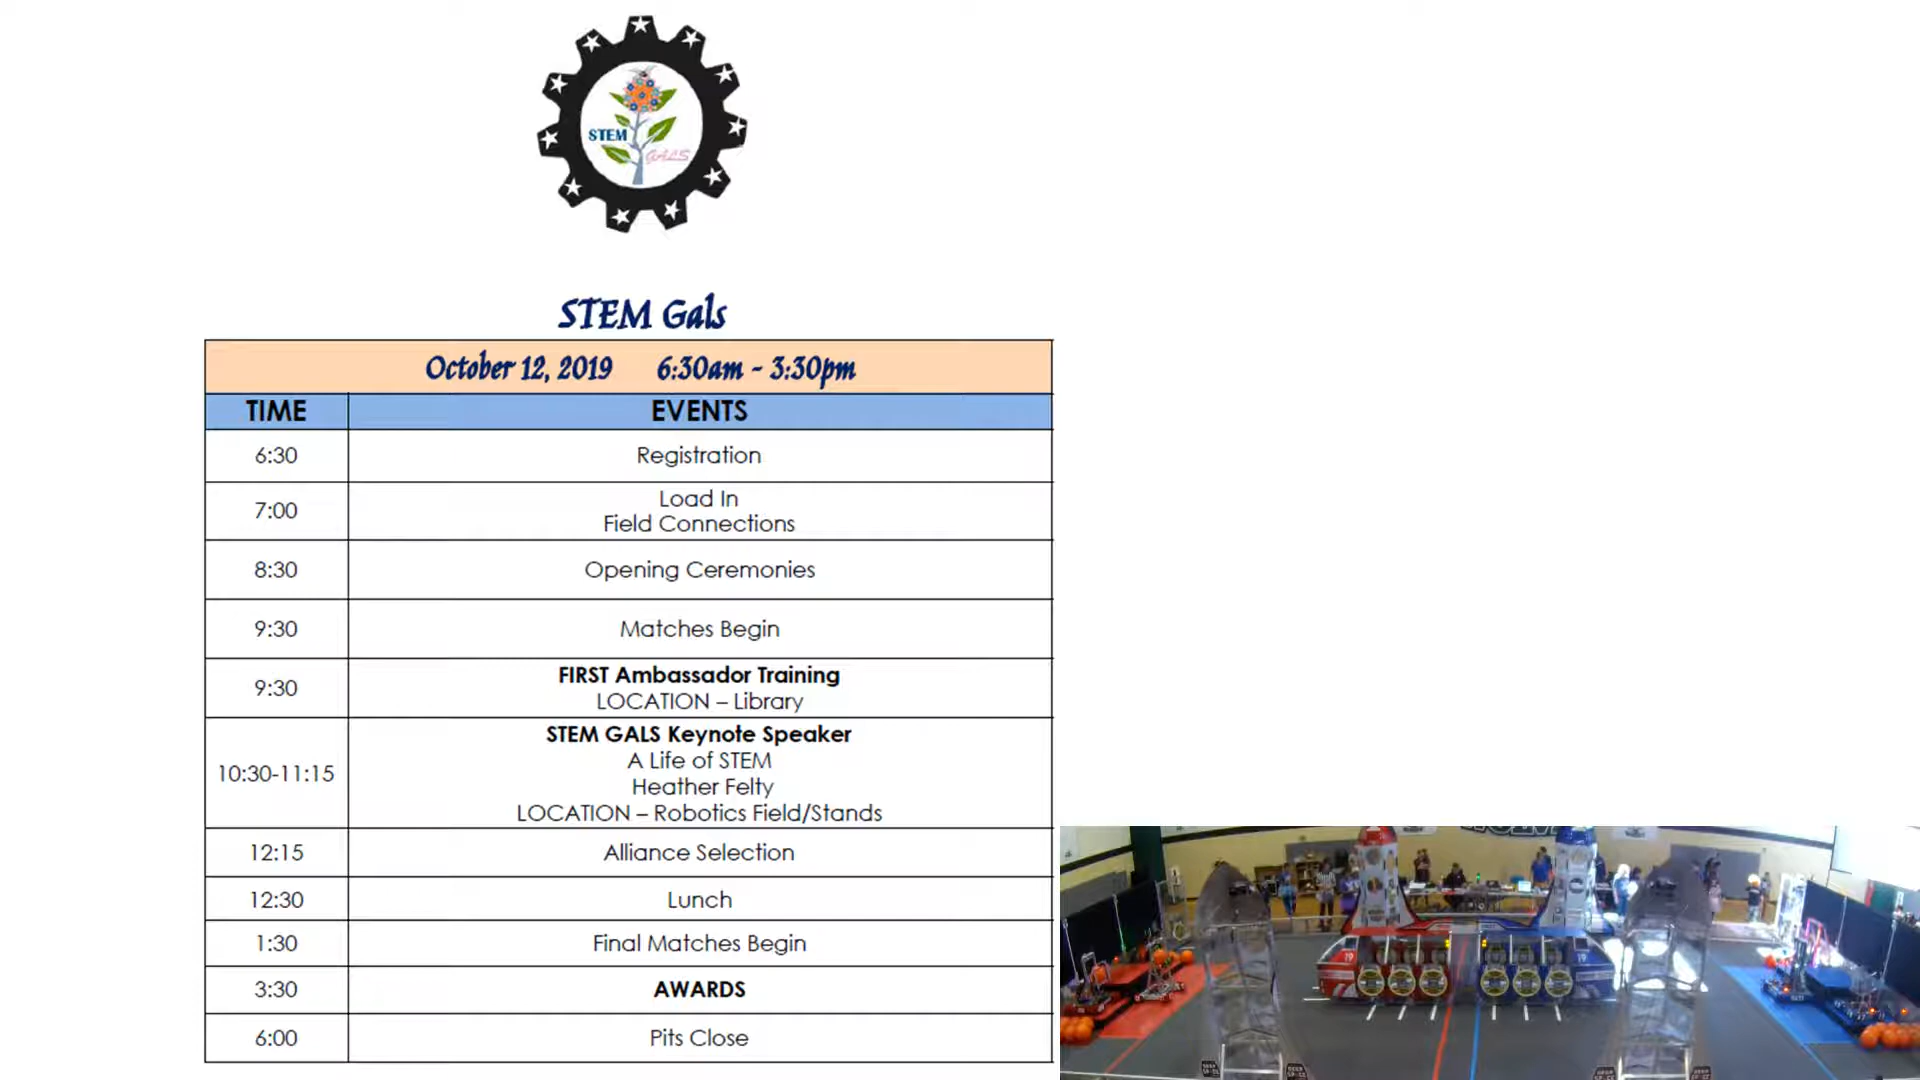 STEM
GALS
STEM Gals
October 12, 2019 6:30am - 3:30pm
TIME EVENTS
6:30 Registration
7:00 Load In
Field Connections
8:30 Opening Ceremonies
9:30 Matches Begin
9:30 FIRST Ambassador Training
LOCATION – Library
10:30-11:15 STEM GALS Keynote Speaker
A Life of STEM
Heather Felty
LOCATION – Robotics Field/Stands
12:15 Alliance Selection
12:30 Lunch
1:30 Final Matches Begin
3:30 AWARDS
6:00 Pits Close
19
19